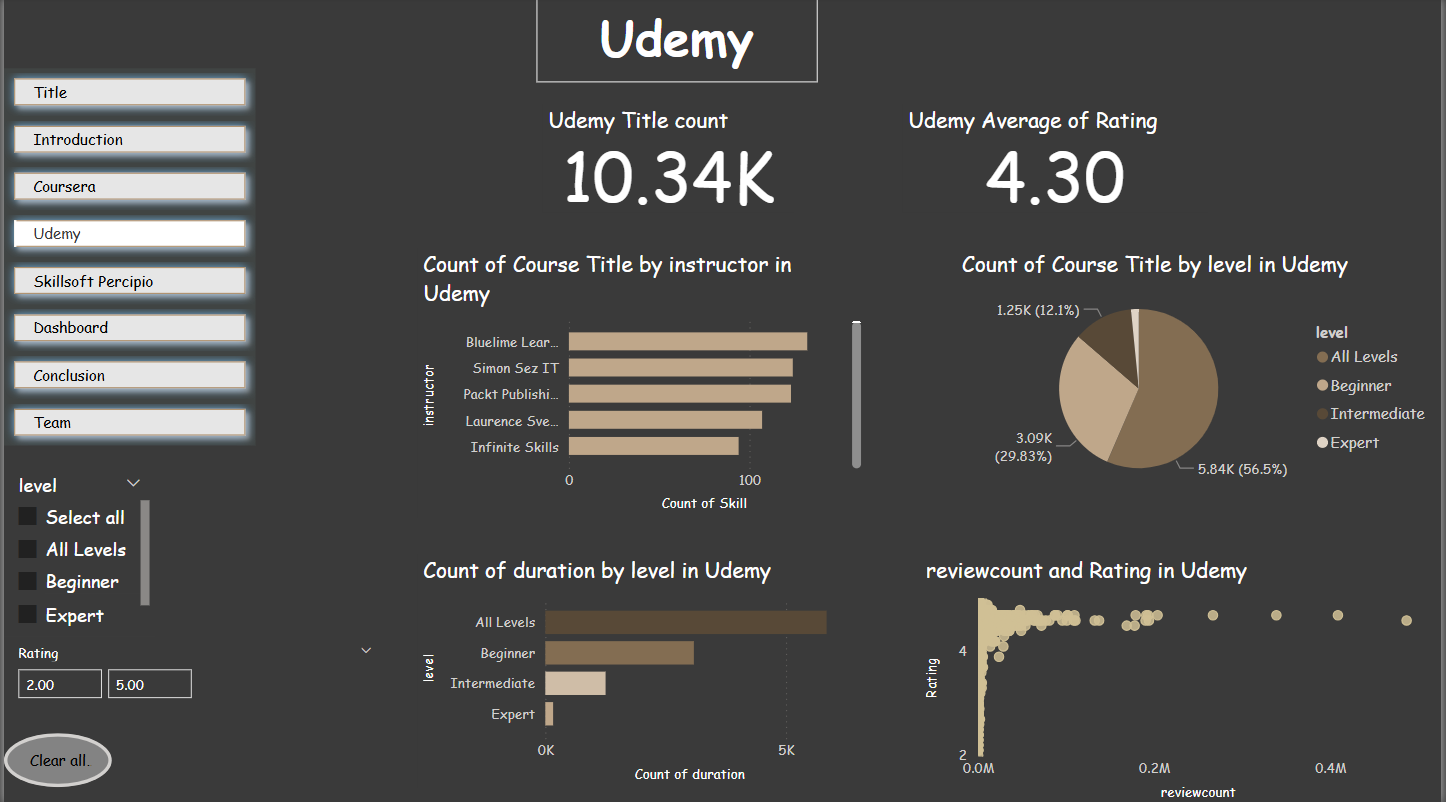 Udemy
Title
Introduction
Coursera
Udemy
Skillsoft Percipio
Dashboard
Conclusion
Team
level
Select all
All Levels
Beginner
Expert
Rating
2.00 5.00
Clear all.
Udemy Title count
10.34K
Udemy Average of Rating
4.30
Count of Course Title by instructor in
Udemy
instructor
Bluelime Lear...
Simon Sez IT
Packt Publishi...
Laurence Sve...
Infinite Skills
0 100
Count of Skill
Count of Course Title by level in Udemy
1.25K (12.1%)
3.09K
(29.83%)
5.84K (56.5%)
level
All Levels
Beginner
Intermediate
Expert
Count of duration by level in Udemy
level
All Levels
Beginner
Intermediate
Expert
0K 5K
Count of duration
reviewcount and Rating in Udemy
Rating
4
2
0.0M 0.2M 0.4M
reviewcount